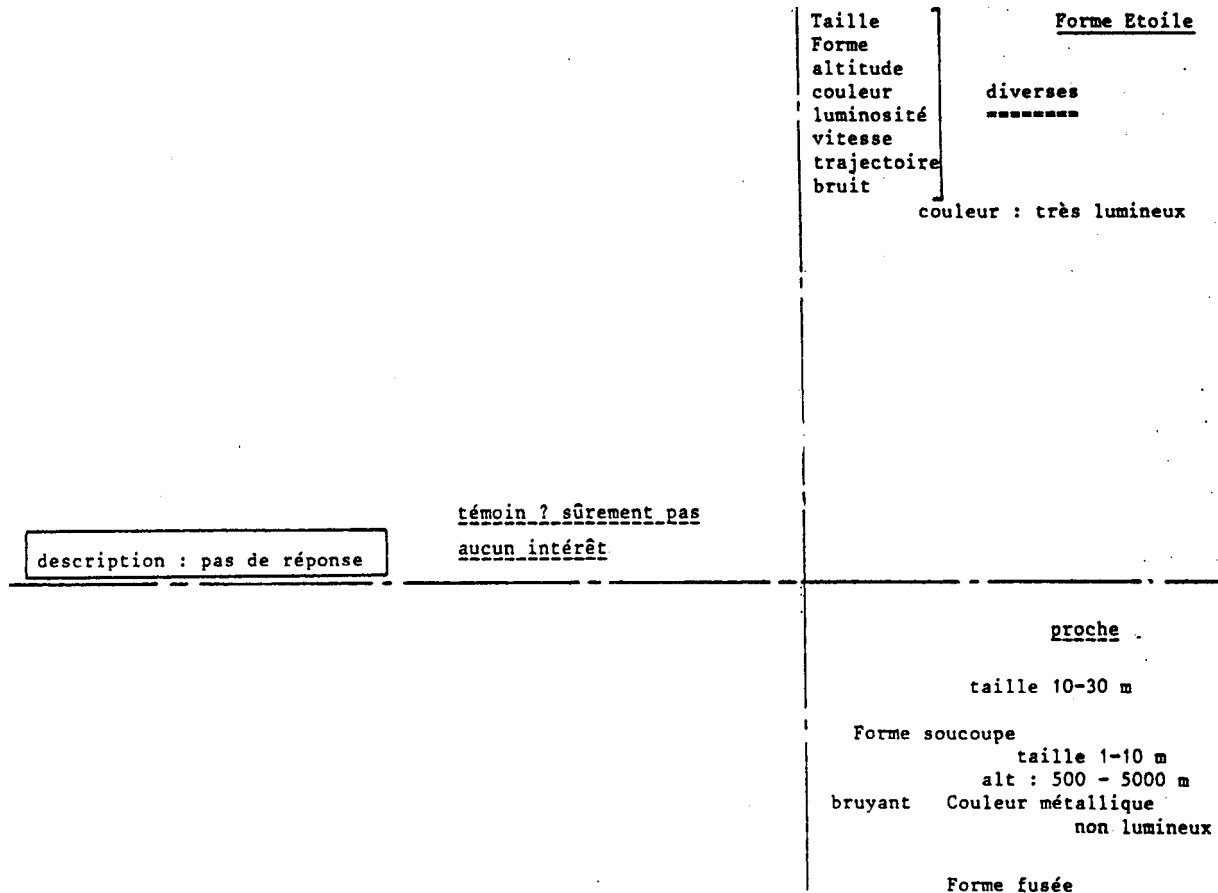 Taille Forme Etoile
Forme
altitude
couleur diverses
luminosité
vitesse
trajectoire
bruit
couleur : très lumineux
témoin ? sûrement pas
aucun intérêt
description : pas de réponse
proche
taille 10-30 m
Forme soucoupe
taille 1-10 m
alt : 500 - 5000 m
bruyant Couleur métallique
non lumineux
Forme fusée